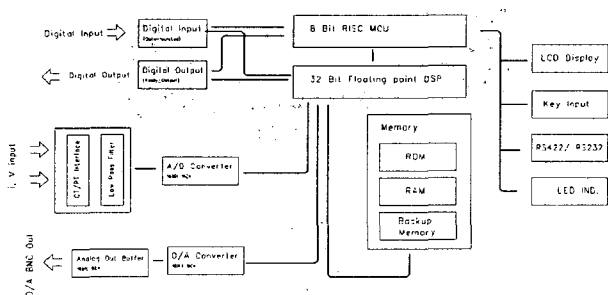 Digital Input
Digital Input
8 Bit RISC MCU
Digital Output
Digital Output
32 Bit Floating point DSP
LCD Display
Key Input
RS422/ RS232
LED IND.
Memory
ROM
RAM
Backup
Memory
I, V input
CT/PT Interface
Low Pass Filter
A/D Converter
D/A BNC Out
Analog Out Buffer
D/A Converter